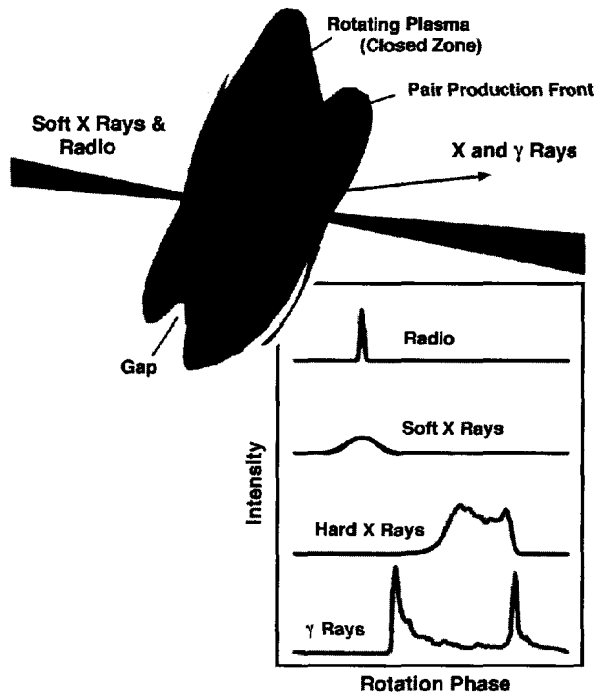 Rotating Plasma
(Closed Zone)
Pair Production Front
Soft X Rays &
Radio
X and γ Rays
Gap
Radio
Soft X Rays
Hard X Rays
γ Rays
Intensity
Rotation Phase